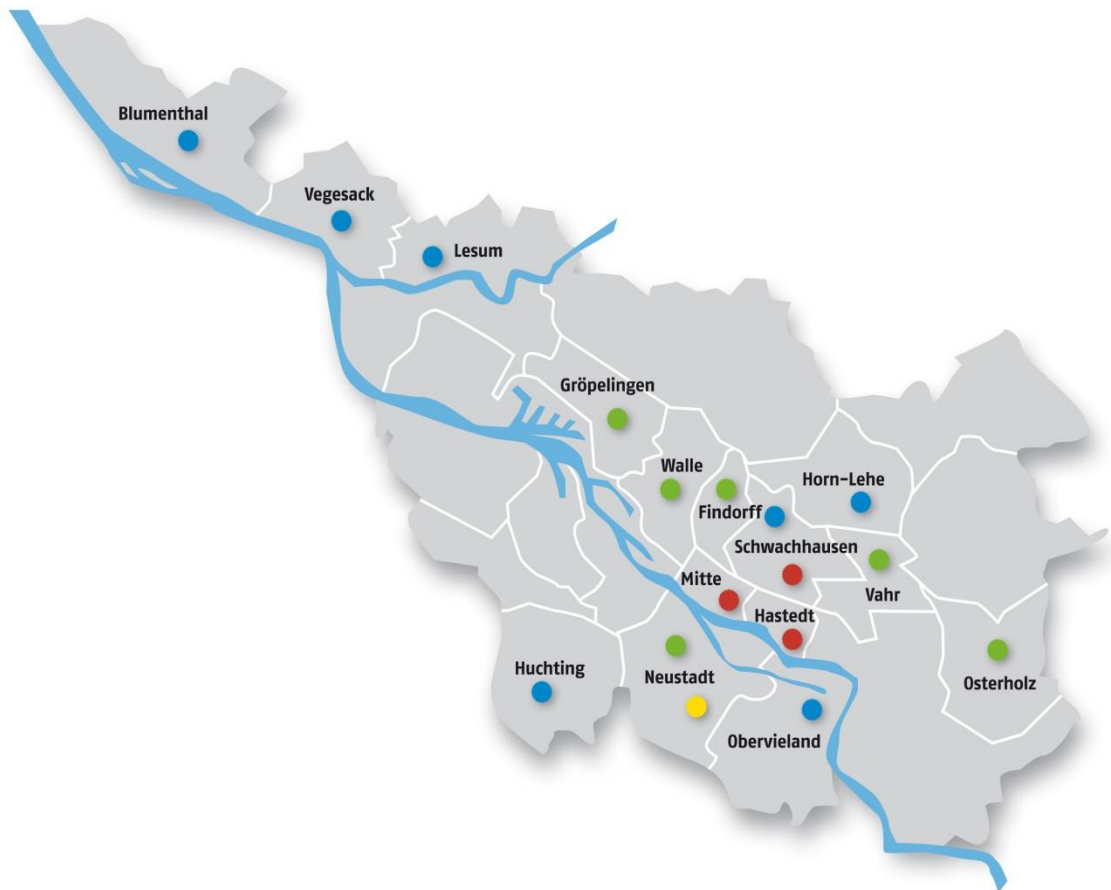 Blumenthal
Vegesack
Lesum
Gröpelingen
Walle
Horn-Lehe
Findorff
Schwachhausen
Mitte
Vahr
Hastedt
Huchting
Neustadt
Osterholz
Obervieland